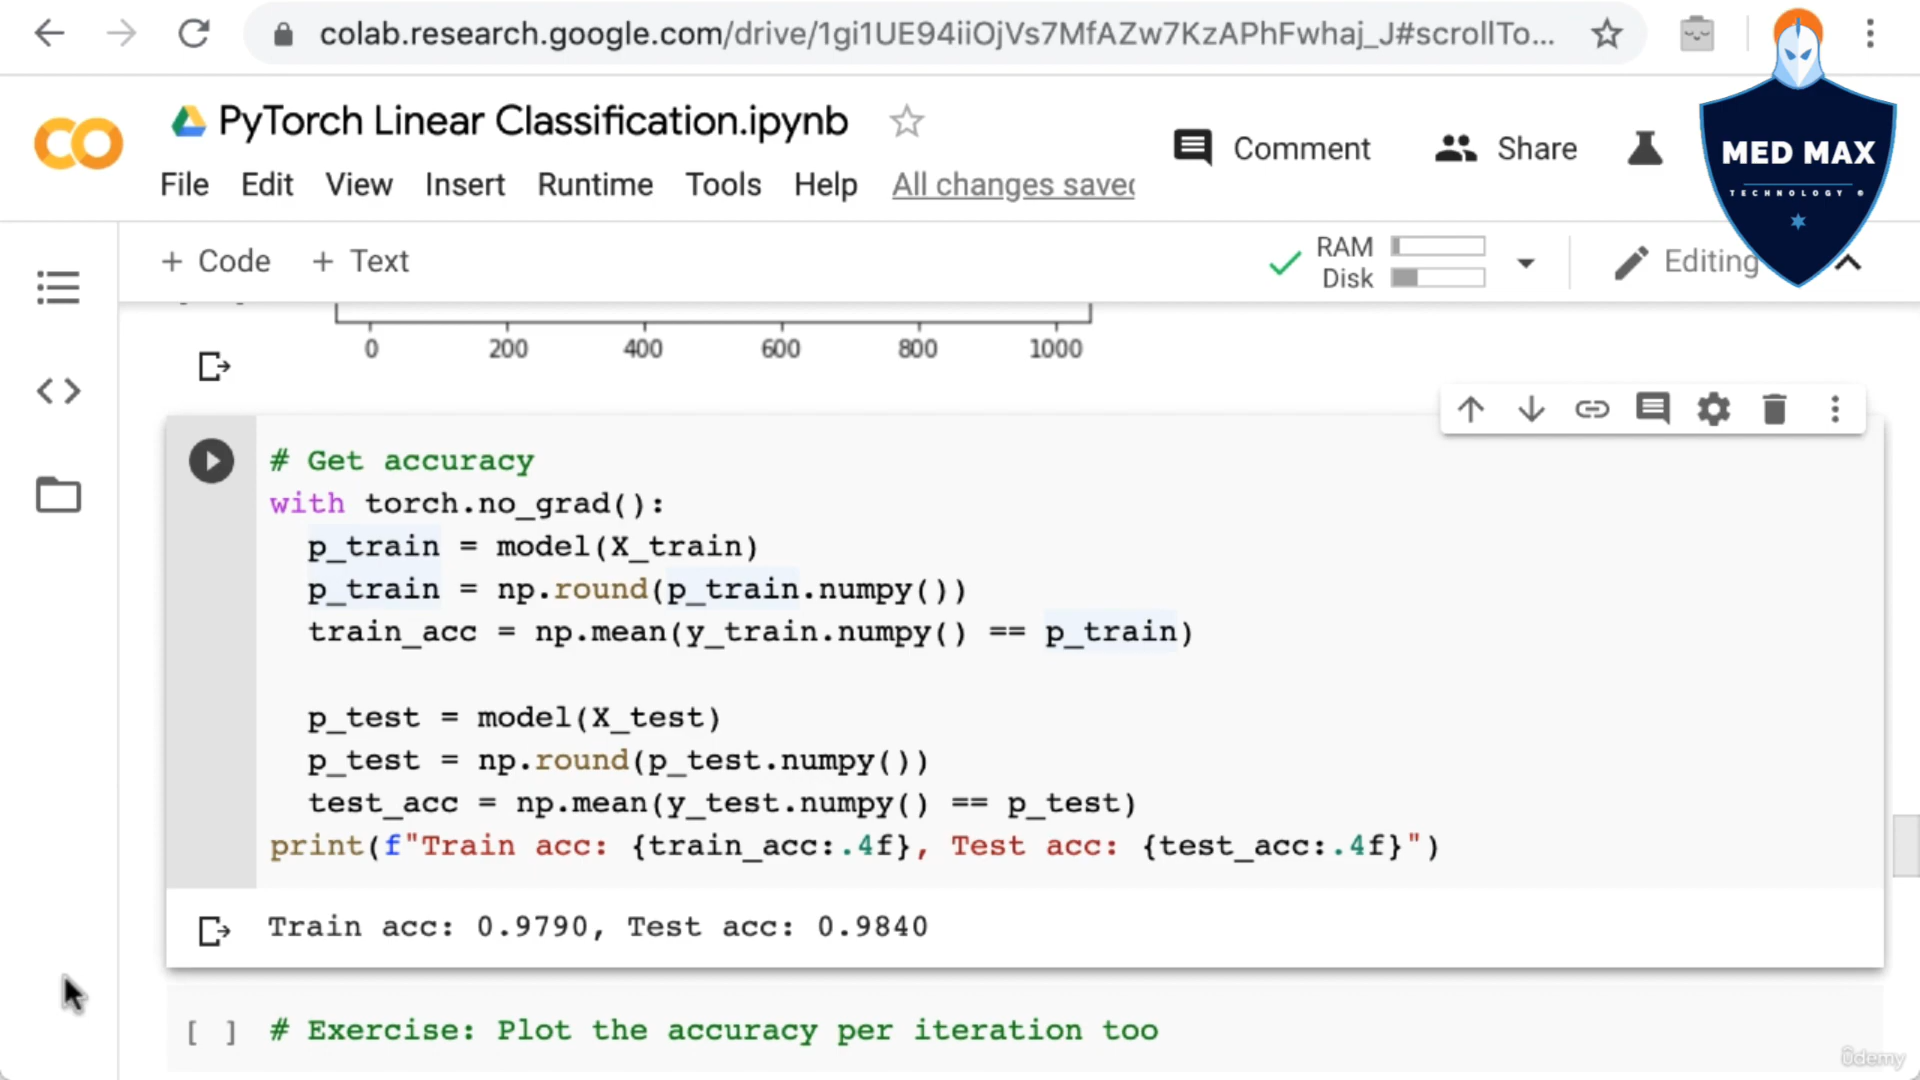 colab.research.google.com/drive/1gi1UE94iiOjVs7MfAZw7KzAPhFwhaj_J#scrollTo...
PyTorch Linear Classification.ipynb
Comment
Share
MED MAX
TECHNOLOGY
File Edit View Insert Runtime Tools Help All changes saved
+ Code + Text
RAM
Disk
Editing
0 200 400 600 800 1000
# Get accuracy
with torch.no_grad():
p_train = model(X_train)
p_train = np.round(p_train.numpy())
train_acc = np.mean(y_train.numpy() == p_train)
p_test = model(X_test)
p_test = np.round(p_test.numpy())
test_acc = np.mean(y_test.numpy() == p_test)
print(f"Train acc: {train_acc:.4f}, Test acc: {test_acc:.4f}")
Train acc: 0.9790, Test acc: 0.9840
[ ] # Exercise: Plot the accuracy per iteration too
ûdemy